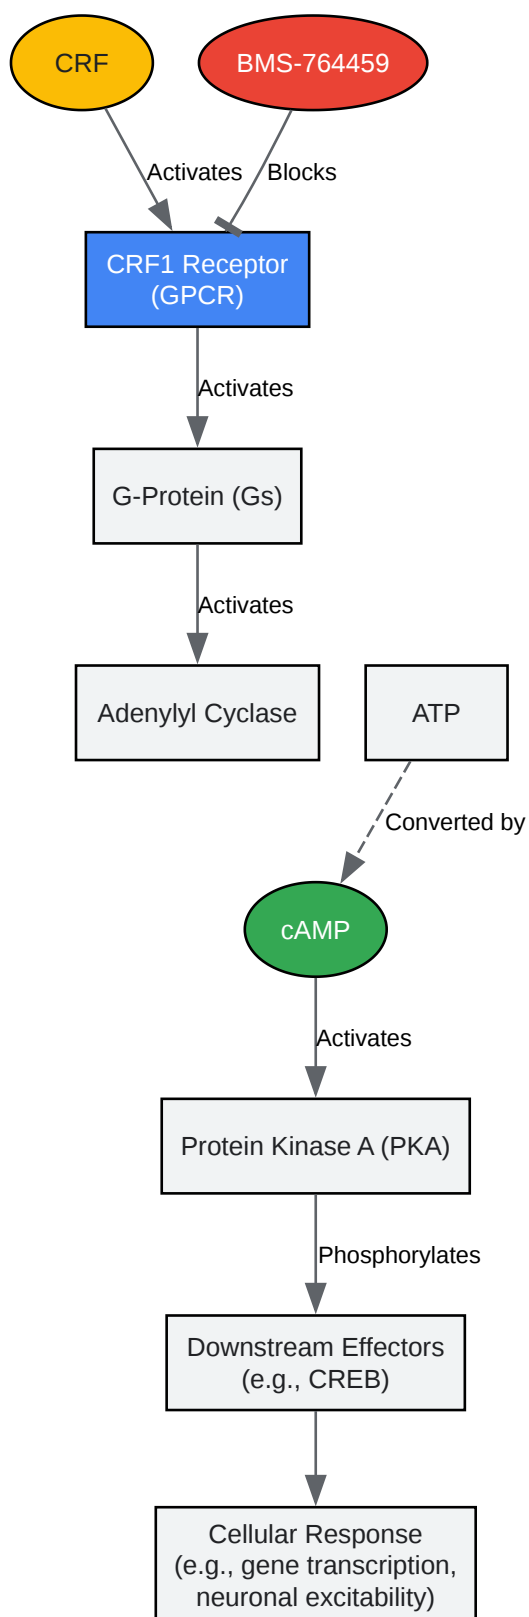 CRF
BMS-764459
Activates
Blocks
CRF1 Receptor
(GPCR)
Activates
G-Protein (Gs)
Activates
Adenylyl Cyclase
ATP
Converted by
cAMP
Activates
Protein Kinase A (PKA)
Phosphorylates
Downstream Effectors
(e.g., CREB)
Cellular Response
(e.g., gene transcription,
neuronal excitability)